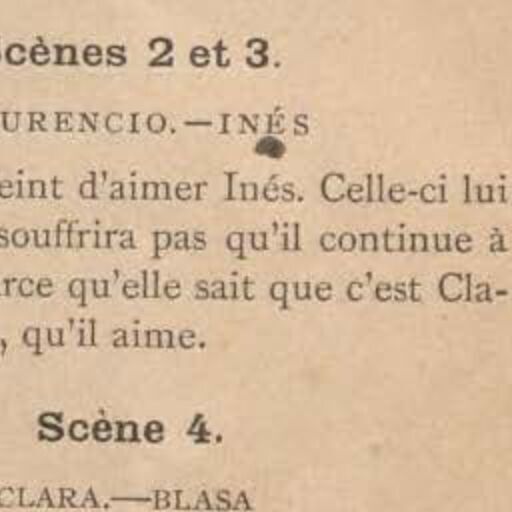 Scènes 2 et 3.
URENCIO.—INÉS
eint d'aimer Inés. Celle-ci lui
souffrira pas qu'il continue à
rce qu'elle sait que c'est Cla-
, qu'il aime.
Scène 4.
CLARA.—BLASA